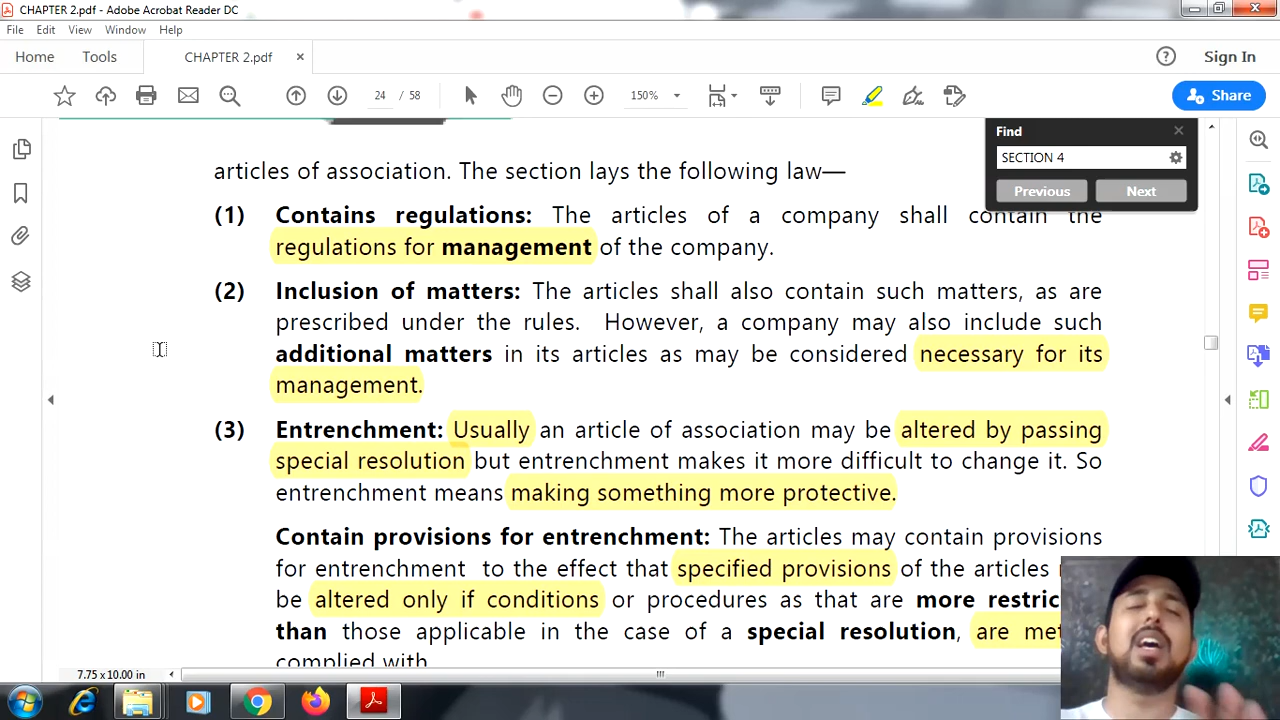 CHAPTER 2.pdf - Adobe Acrobat Reader DC
File Edit View Window Help
Home Tools CHAPTER 2.pdf × Sign In
24 / 58 150% Share
Find
SECTION 4
Previous Next
articles of association. The section lays the following law—
(1) Contains regulations: The articles of a company shall contain the
regulations for management of the company.
(2) Inclusion of matters: The articles shall also contain such matters, as are
prescribed under the rules. However, a company may also include such
additional matters in its articles as may be considered necessary for its
management.
(3) Entrenchment: Usually an article of association may be altered by passing
special resolution but entrenchment makes it more difficult to change it. So
entrenchment means making something more protective.
Contain provisions for entrenchment: The articles may contain provisions
for entrenchment to the effect that specified provisions of the articles
be altered only if conditions or procedures as that are more
than those applicable in the case of a special resolution, are met
complied with
7.75 x 10.00 in